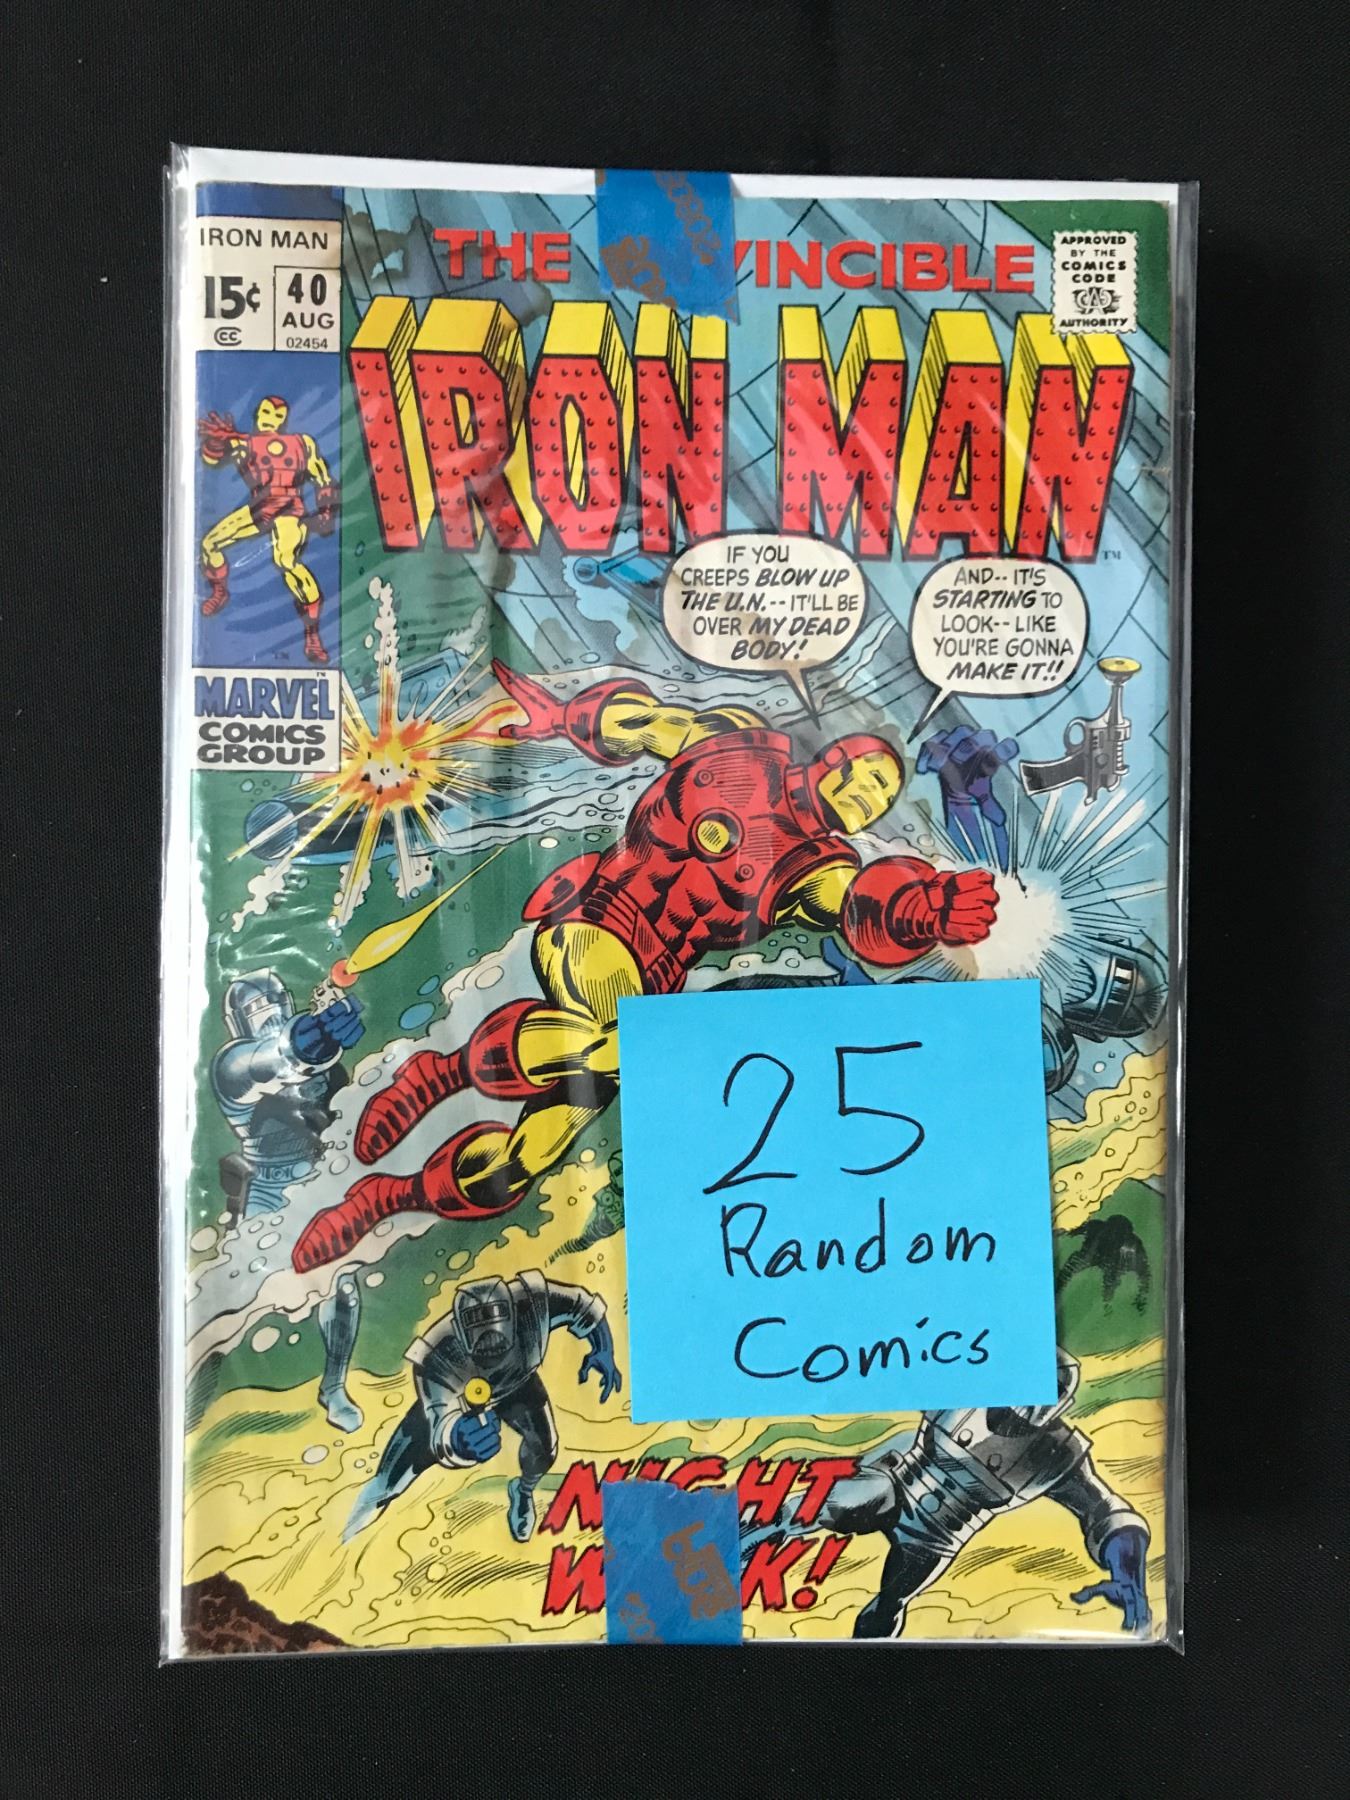 IRON MAN
15¢
CC
40
AUG
02454
MARVEL
COMICS
GROUP
THE VINCIBLE
IRON MAN
TM
APPROVED
BY THE
COMICS
CODE
AUTHORITY
IF YOU
CREEPS BLOW UP
THE U.N.--IT'LL BE
OVER MY DEAD
BODY!
AND--IT'S
STARTING TO
LOOK--LIKE
YOU'RE GONNA
MAKE IT!!
25
Random
Comics